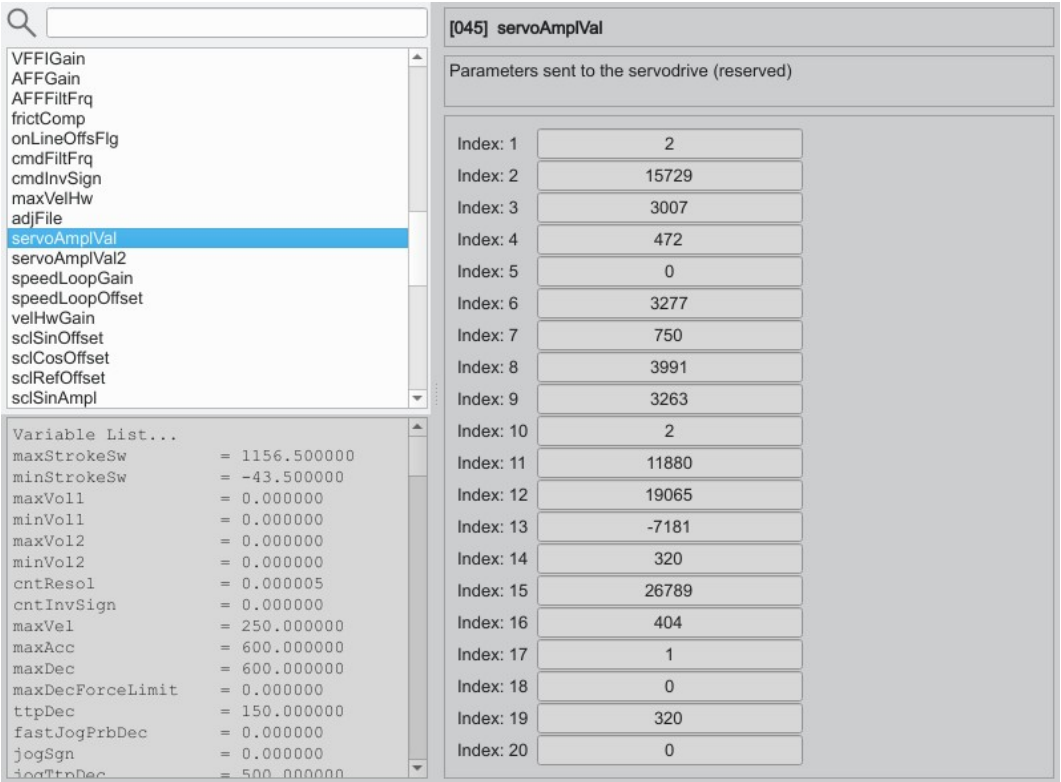 VFFIGain
AFFGain
AFFFiltFrq
frictComp
onLineOffsFlg
cmdFiltFrq
cmdInvSign
maxVelHw
adjFile
servoAmplVal
servoAmplVal2
speedLoopGain
speedLoopOffset
velHwGain
sclSinOffset
sclCosOffset
sclRefOffset
sclSinAmpl
Variable List...
maxStrokeSw = 1156.500000
minStrokeSw = -43.500000
maxVol1 = 0.000000
minVol1 = 0.000000
maxVol2 = 0.000000
minVol2 = 0.000000
cntResol = 0.000005
cntInvSign = 0.000000
maxVel = 250.000000
maxAcc = 600.000000
maxDec = 600.000000
maxDecForceLimit = 0.000000
ttpDec = 150.000000
fastJogPrbDec = 0.000000
jogSgn = 0.000000
jogTtpDec = 500.000000
[045] servoAmplVal
Parameters sent to the servodrive (reserved)
Index: 1 2
Index: 2 15729
Index: 3 3007
Index: 4 472
Index: 5 0
Index: 6 3277
Index: 7 750
Index: 8 3991
Index: 9 3263
Index: 10 2
Index: 11 11880
Index: 12 19065
Index: 13 -7181
Index: 14 320
Index: 15 26789
Index: 16 404
Index: 17 1
Index: 18 0
Index: 19 320
Index: 20 0